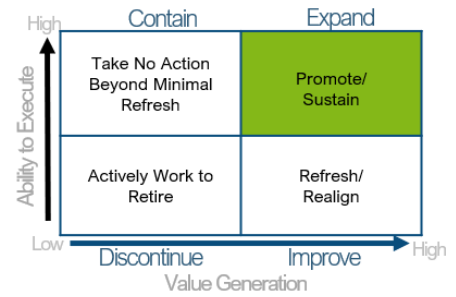 High
Contain
Expand
Take No Action
Beyond Minimal
Refresh
Promote/
Sustain
Ability to Execute
Actively Work to
Retire
Refresh/
Realign
Low
High
Discontinue
Improve
Value Generation